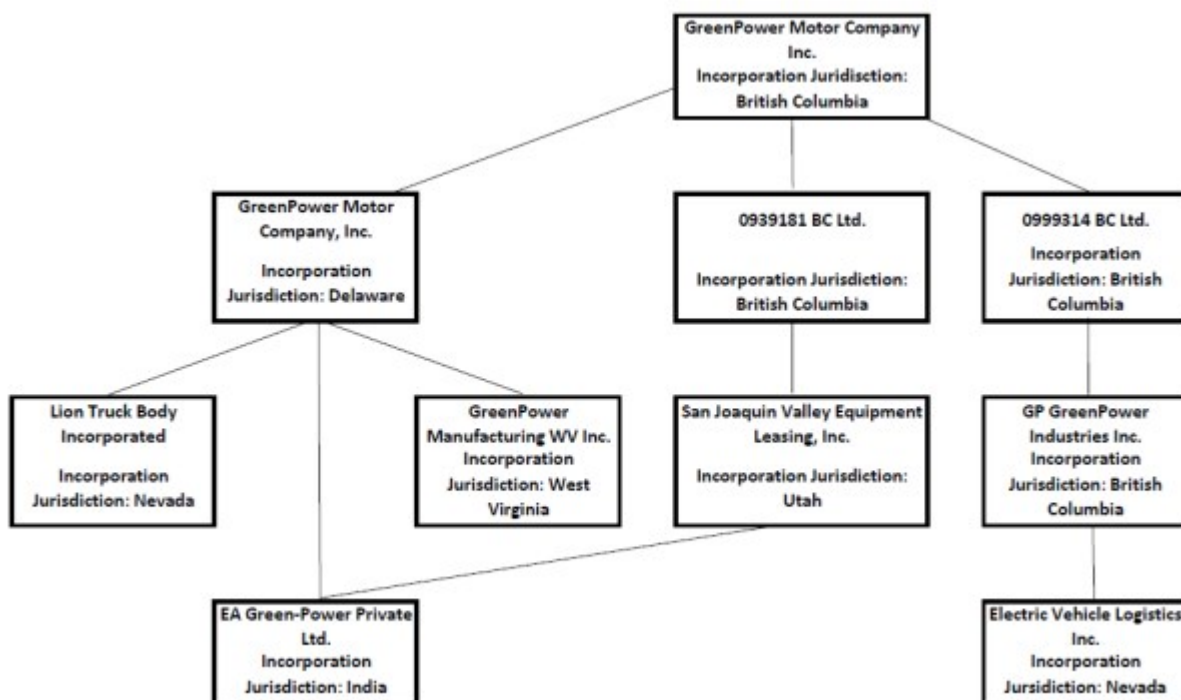 GreenPower Motor Company
Inc.
Incorporation Juridisction:
British Columbia
GreenPower Motor
Company, Inc.
Incorporation
Jurisdiction: Delaware
0939181 BC Ltd.
Incorporation Jurisdiction:
British Columbia
0999314 BC Ltd.
Incorporation
Jurisdiction: British
Columbia
Lion Truck Body
Incorporated
Incorporation
Jurisdiction: Nevada
GreenPower
Manufacturing WV Inc.
Incorporation
Jurisdiction: West
Virginia
San Joaquin Valley Equipment
Leasing, Inc.
Incorporation Jurisdiction:
Utah
GP GreenPower
Industries Inc.
Incorporation
Jurisdiction: British
Columbia
EA Green-Power Private
Ltd.
Incorporation
Jurisdiction: India
Electric Vehicle Logistics
Inc.
Incorporation
Jursidiction: Nevada